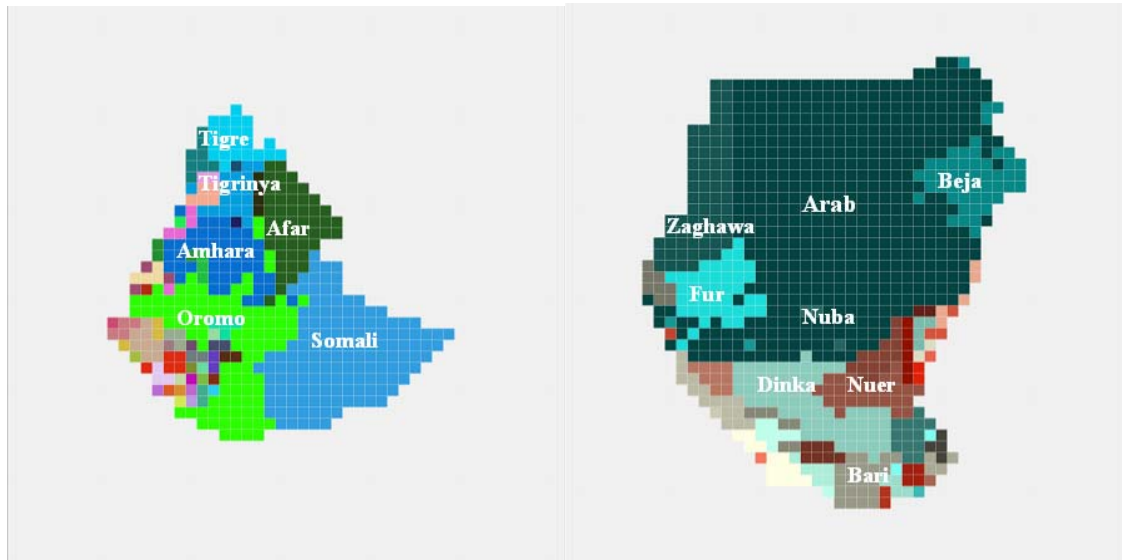 Tigre
Tigrinya
Afar
Amhara
Oromo
Somali
Beja
Arab
Zaghawa
Fur
Nuba
Dinka
Nuer
Bari